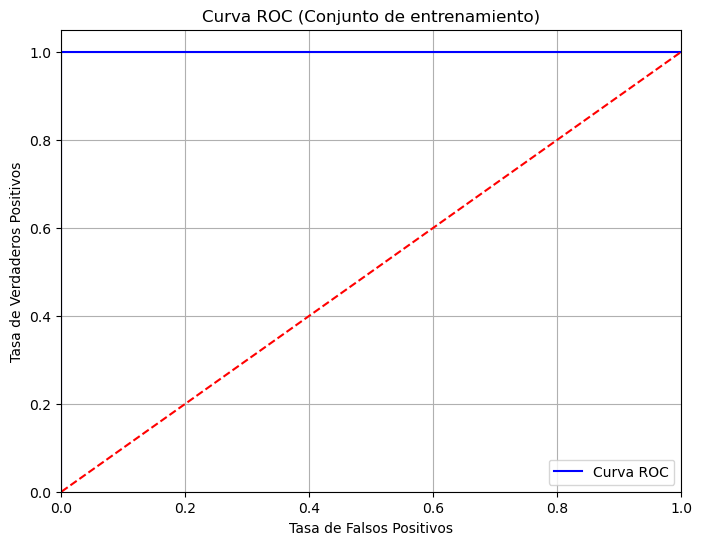 Curva ROC (Conjunto de entrenamiento)
Tasa de Verdaderos Positivos
1.0
0.8
0.6
0.4
0.2
0.0
0.0 0.2 0.4 0.6 0.8 1.0
Curva ROC
Tasa de Falsos Positivos